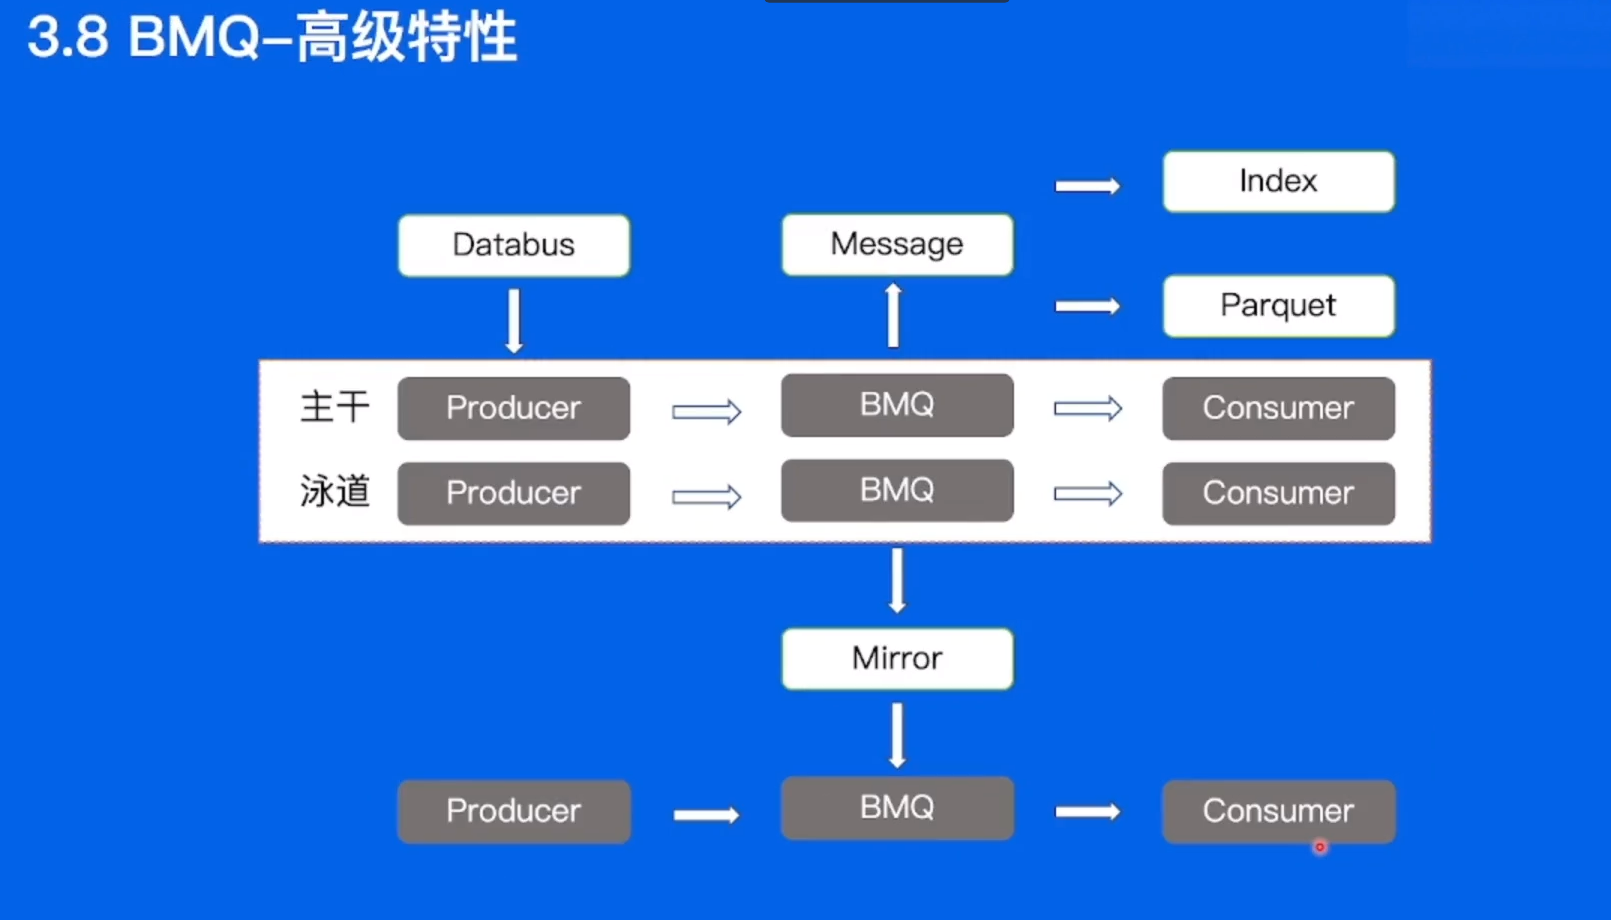 3.8 BMQ-高级特性
Index
Databus
Message
Parquet
主干 Producer BMQ Consumer
泳道 Producer BMQ Consumer
Mirror
Producer BMQ Consumer